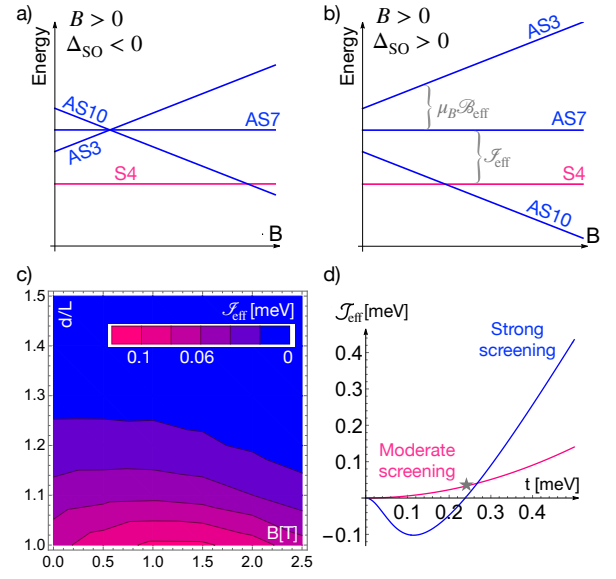 a)
B > 0
Δ_SO < 0
Energy
AS10
AS7
AS3
S4
B
b)
B > 0
Δ_SO > 0
Energy
AS3
μ_B ℬ_eff
AS7
𝒥_eff
S4
AS10
B
c)
d/L
1.5
1.4
1.3
1.2
1.1
1.0
𝒥_eff [meV]
0.1 0.06 0
B[T]
0.0 0.5 1.0 1.5 2.0 2.5
d)
𝒥_eff [meV]
0.4
0.3
0.2
0.1
-0.1
Strong
screening
Moderate
screening
t [meV]
0.1 0.2 0.3 0.4